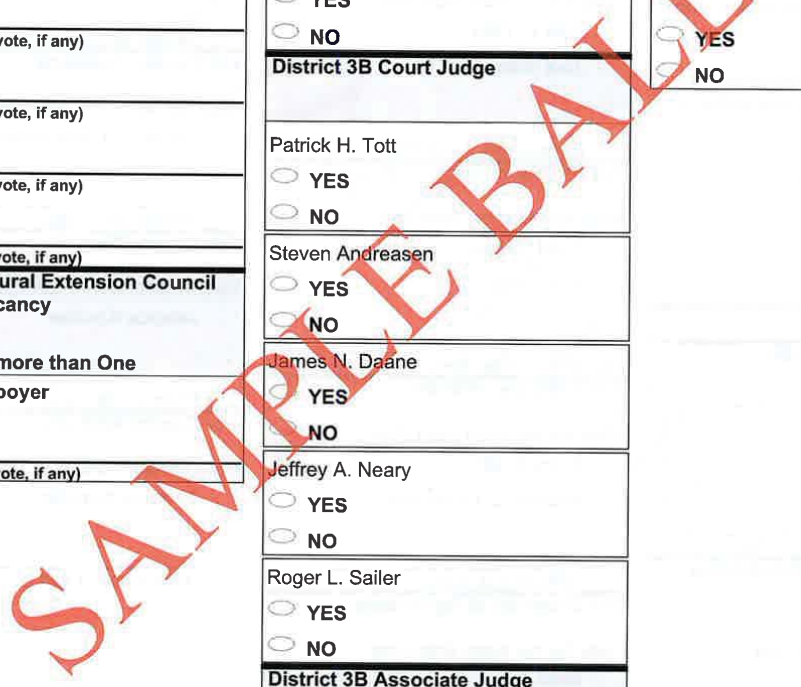 vote, if any)
vote, if any)
vote, if any)
vote, if any)
ural Extension Council
cancy
more than One
ooyer
vote, if any)
YES
NO
District 3B Court Judge
Patrick H. Tott
YES
NO
Steven Andreasen
YES
NO
James N. Daane
YES
NO
Jeffrey A. Neary
YES
NO
Roger L. Sailer
YES
NO
District 3B Associate Judge
YES
NO
SAMPLE BALL